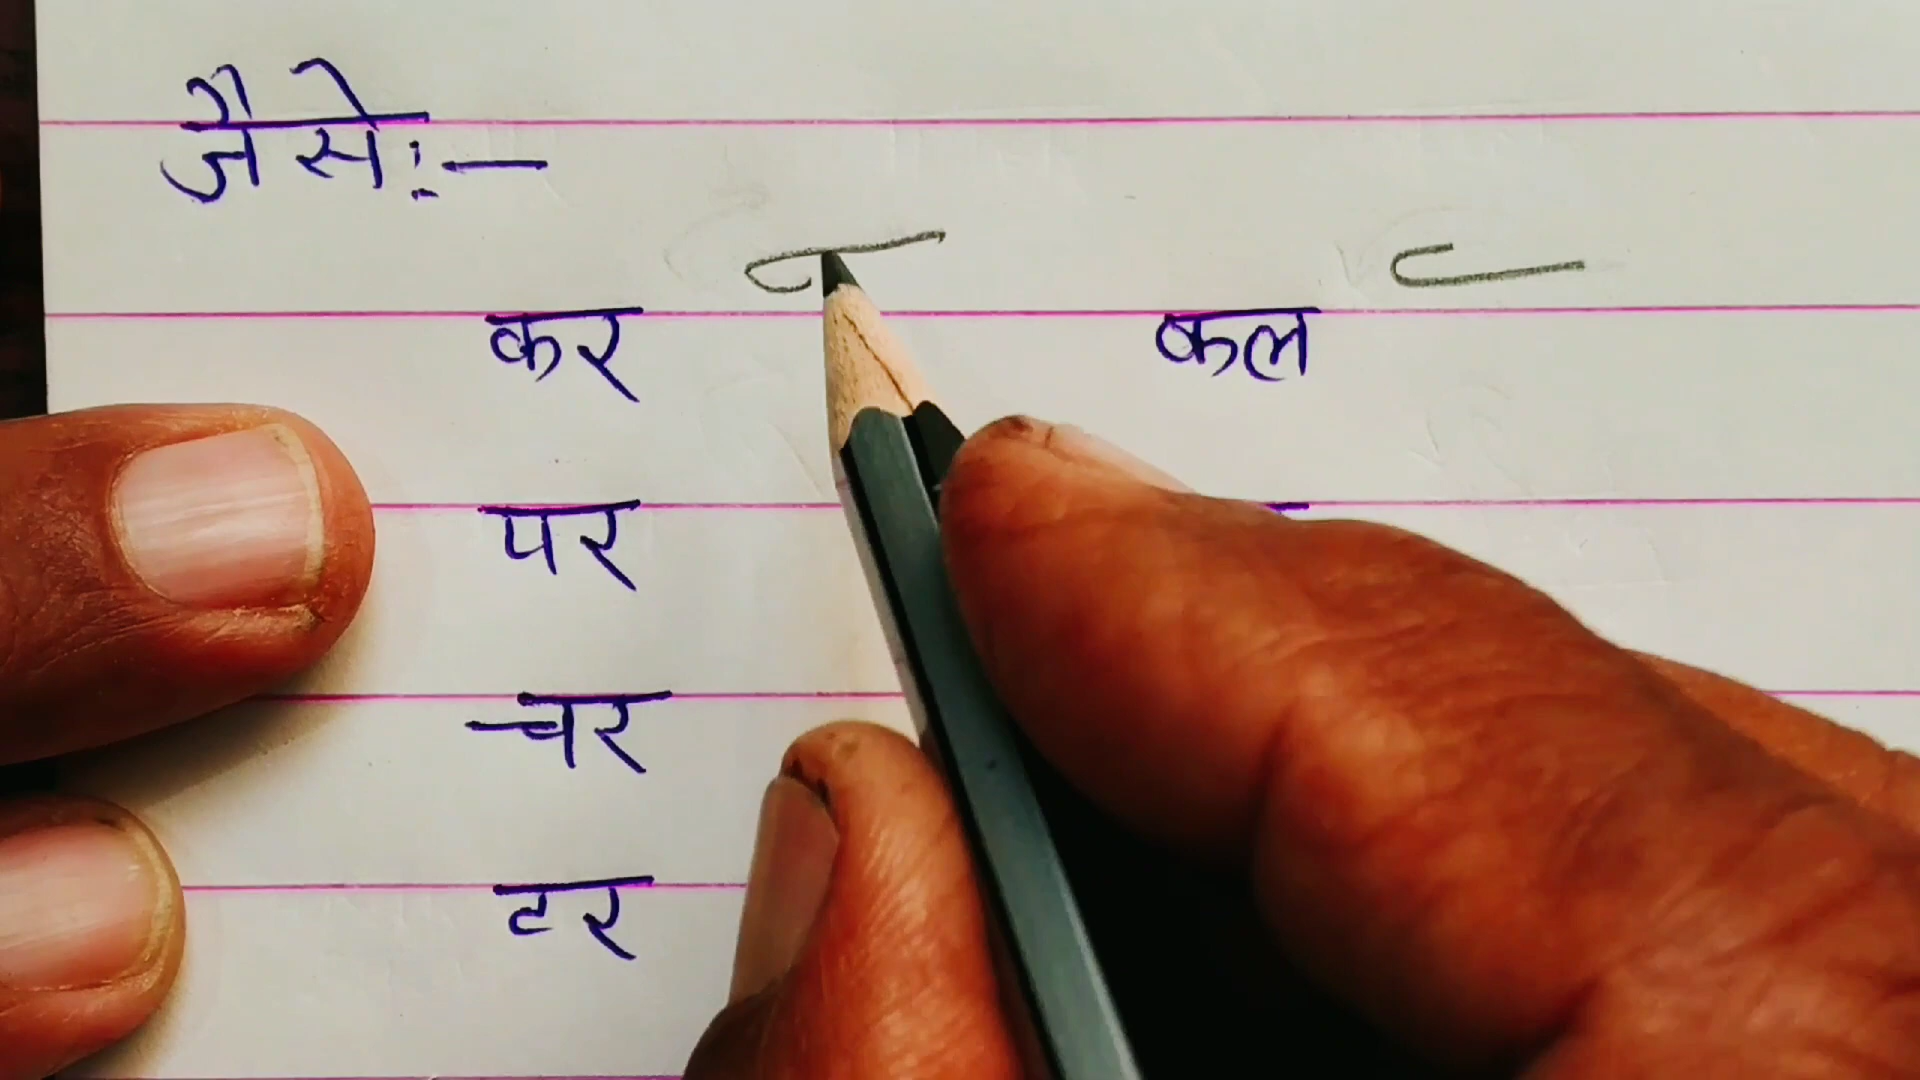 जैसे:—
कर कल
पर
चर
टर